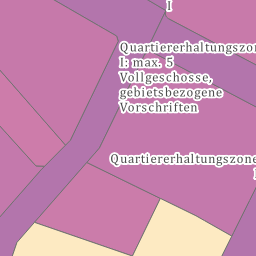 I
Quartiererhaltungszon
I: max. 5
Vollgeschosse,
gebietsbezogene
Vorschriften
Quartiererhaltungszone